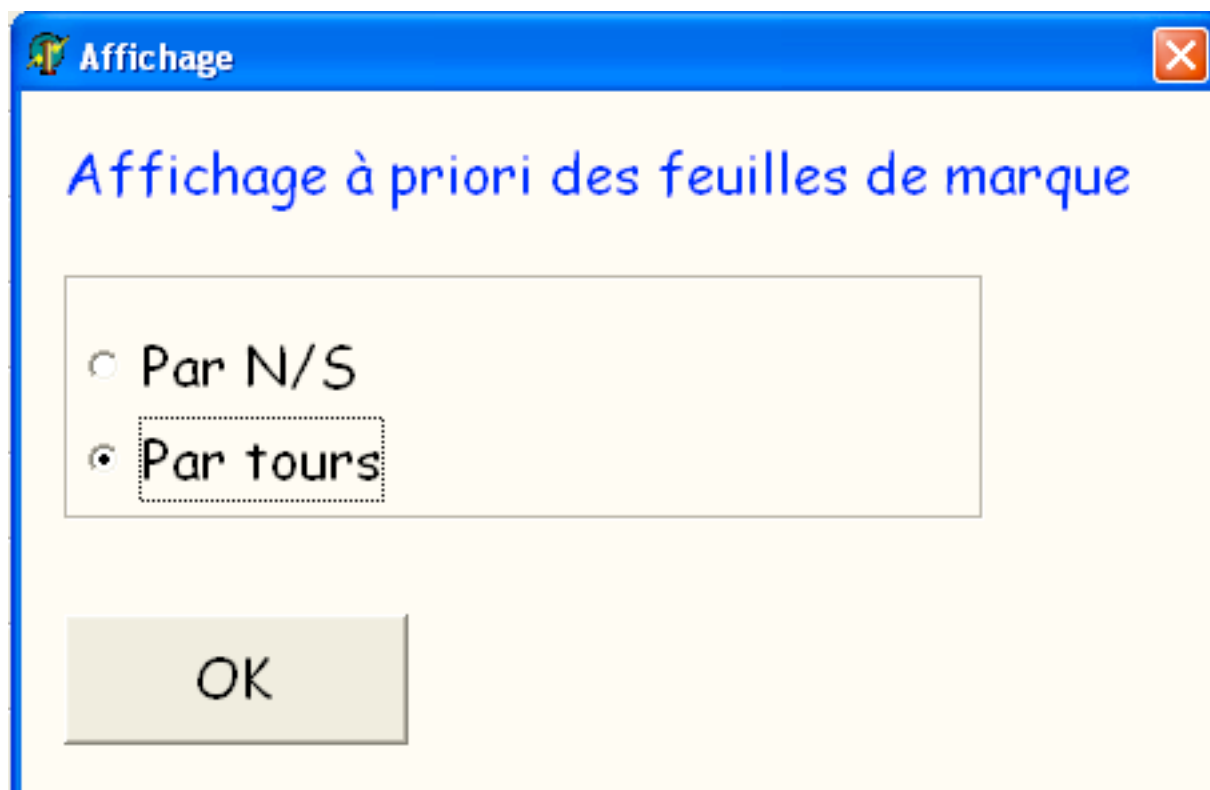 Affichage
Affichage à priori des feuilles de marque
Par N/S
Par tours
OK